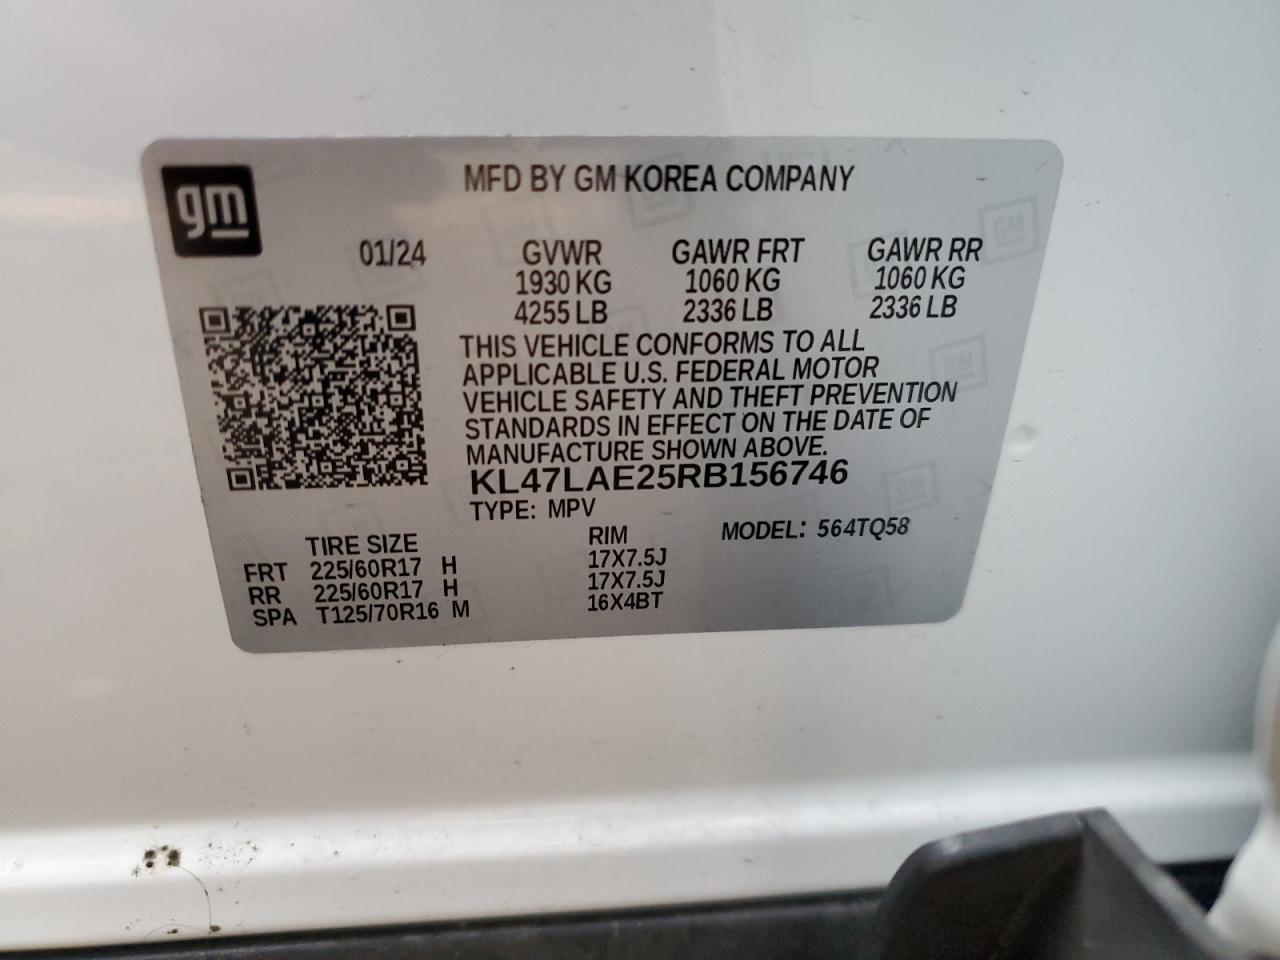 gm
MFD BY GM KOREA COMPANY
01/24 GVWR GAWR FRT GAWR RR
1930 KG 1060 KG 1060 KG
4255 LB 2336 LB 2336 LB
THIS VEHICLE CONFORMS TO ALL
APPLICABLE U.S. FEDERAL MOTOR
VEHICLE SAFETY AND THEFT PREVENTION
STANDARDS IN EFFECT ON THE DATE OF
MANUFACTURE SHOWN ABOVE.
KL47LAE25RB156746
TYPE: MPV
MODEL: 564TQ58
TIRE SIZE RIM
FRT 225/60R17 H 17X7.5J
RR 225/60R17 H 17X7.5J
SPA T125/70R16 M 16X4BT